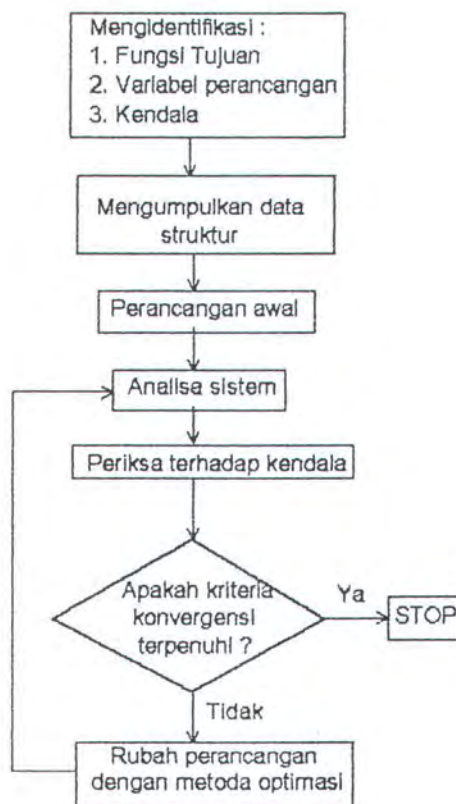 Mengidentifikasi :
1. Fungsi Tujuan
2. Variabel perancangan
3. Kendala
Mengumpulkan data
struktur
Perancangan awal
Analisa sistem
Periksa terhadap kendala
Apakah kriteria
konvergensi
terpenuhi ?
Ya
STOP
Tidak
Rubah perancangan
dengan metoda optimasi